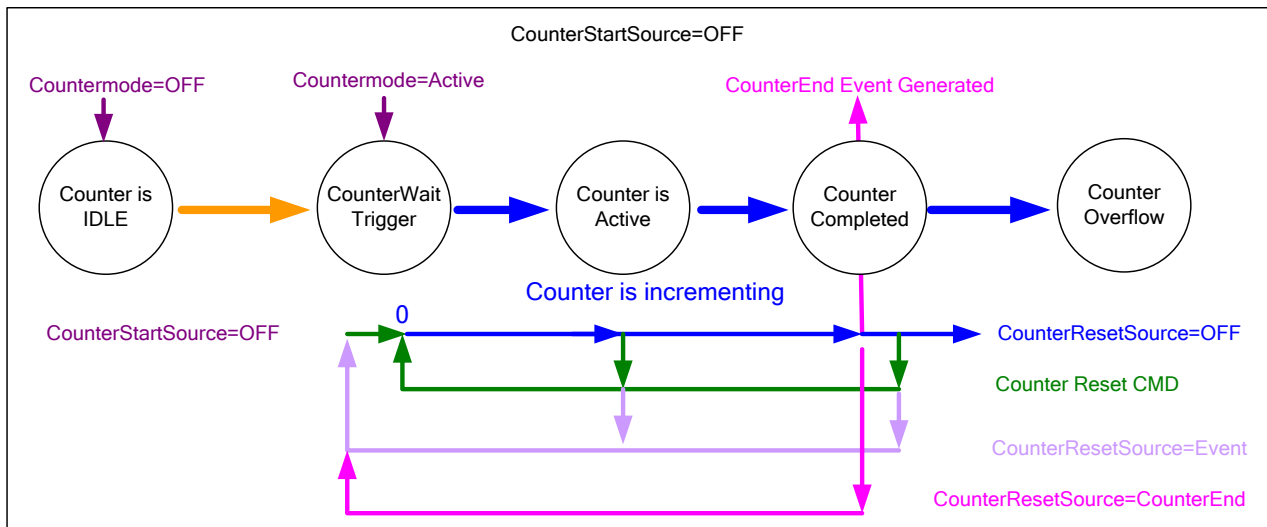 CounterStartSource=OFF
Countermode=OFF
Countermode=Active
CounterEnd Event Generated
Counter is
IDLE
CounterWait
Trigger
Counter is
Active
Counter
Completed
Counter
Overflow
Counter is incrementing
0
CounterStartSource=OFF
CounterResetSource=OFF
Counter Reset CMD
CounterResetSource=Event
CounterResetSource=CounterEnd